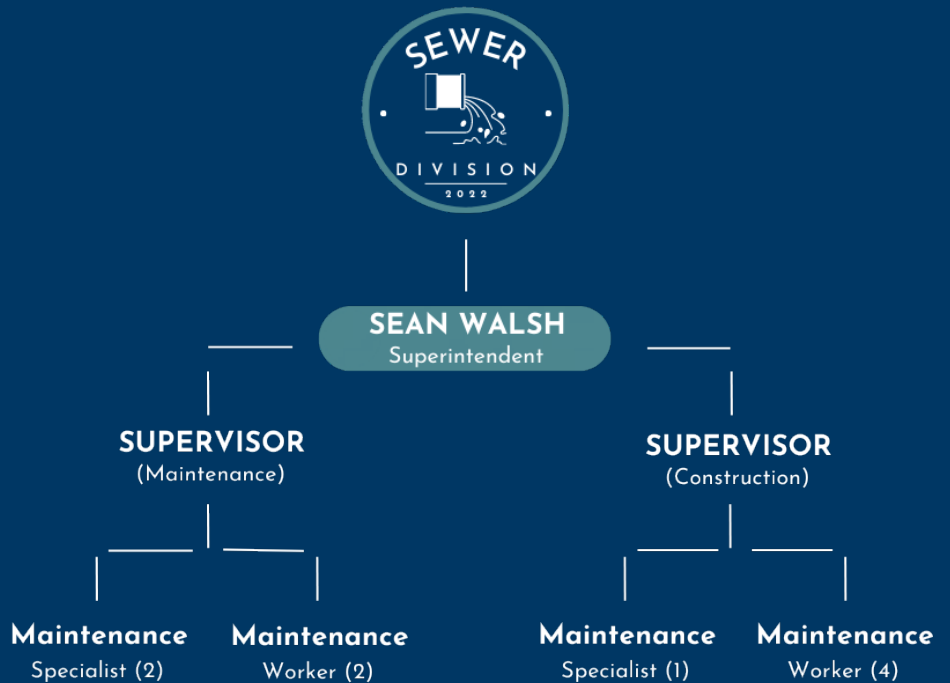 SEWER
DIVISION
2022
SEAN WALSH
Superintendent
SUPERVISOR
(Maintenance)
SUPERVISOR
(Construction)
Maintenance
Specialist (2)
Maintenance
Worker (2)
Maintenance
Specialist (1)
Maintenance
Worker (4)